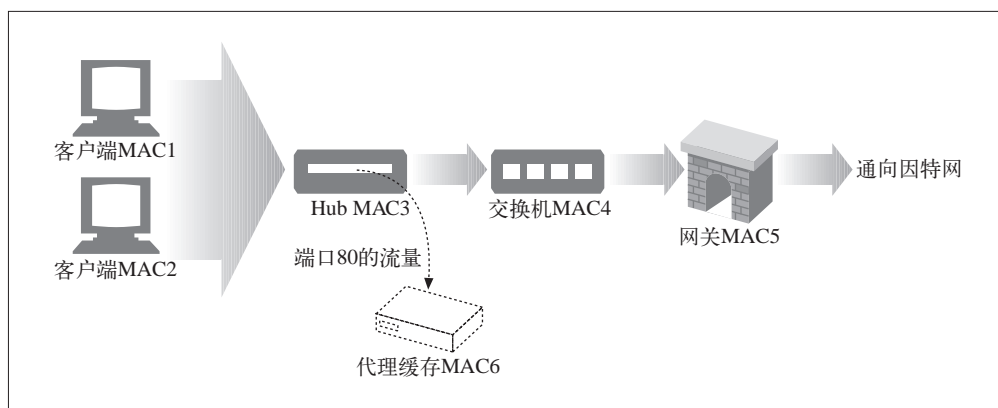 客户端MAC1
客户端MAC2
Hub MAC3
交换机MAC4
网关MAC5
通向因特网
端口80的流量
代理缓存MAC6